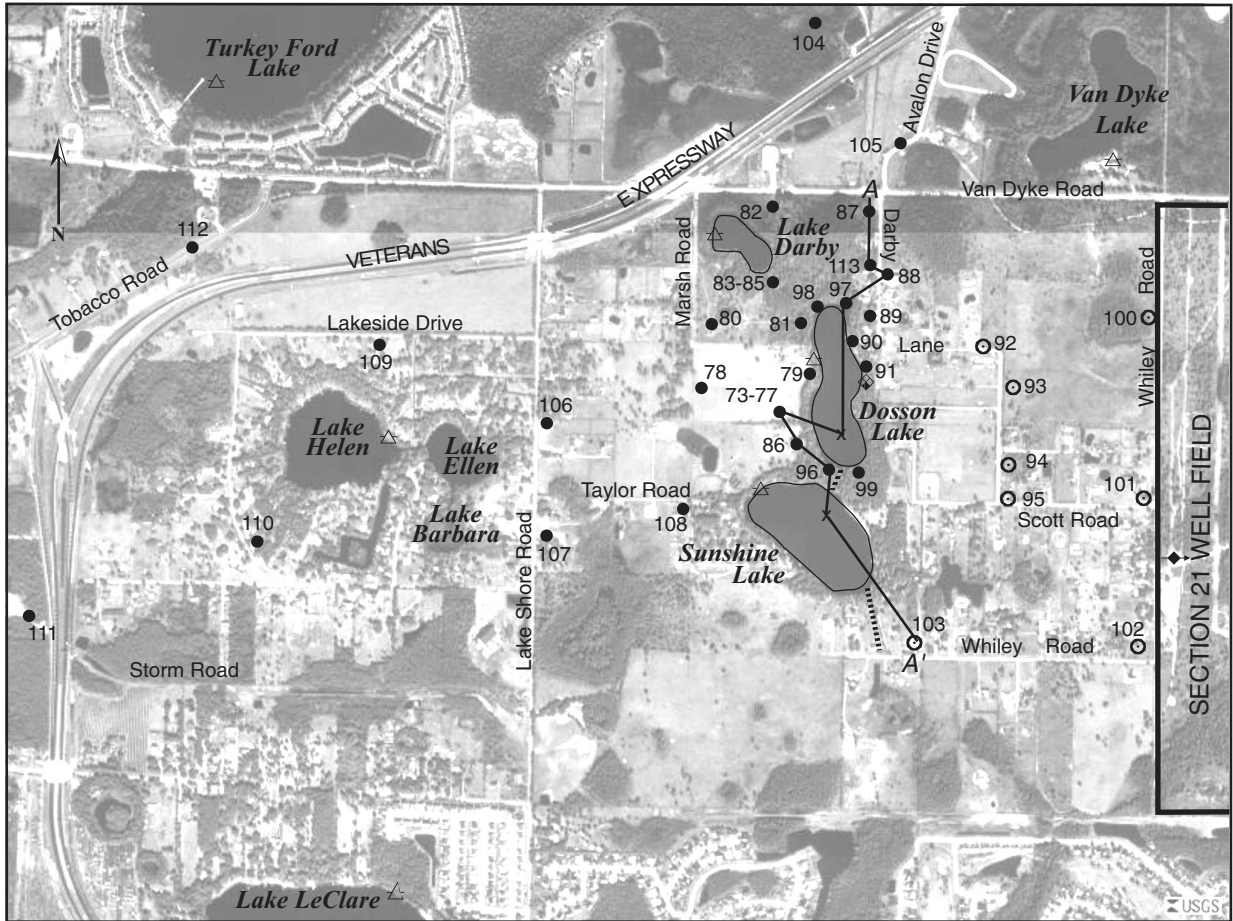 104
Turkey Ford
Lake
Avalon Drive
Van Dyke
Lake
EXPRESSWAY
105
A
Van Dyke Road
N
112
82
87
Darby
Lake
Darby
VETERANS
Marsh Road
113
88
Tobacco Road
83-85
97
98
Road
80
81
89
100
Lakeside Drive
109
90
Lane
92
91
78
79
93
Whiley
73-77
Dosson
Lake
106
Lake
Helen
Lake
Ellen
86
94
96
99
101
Taylor Road
95
Scott Road
108
Lake
Barbara
110
107
Sunshine
Lake
Lake Shore Road
SECTION 21 WELL FIELD
111
103
102
Whiley Road
A'
Storm Road
Lake LeClare
USGS